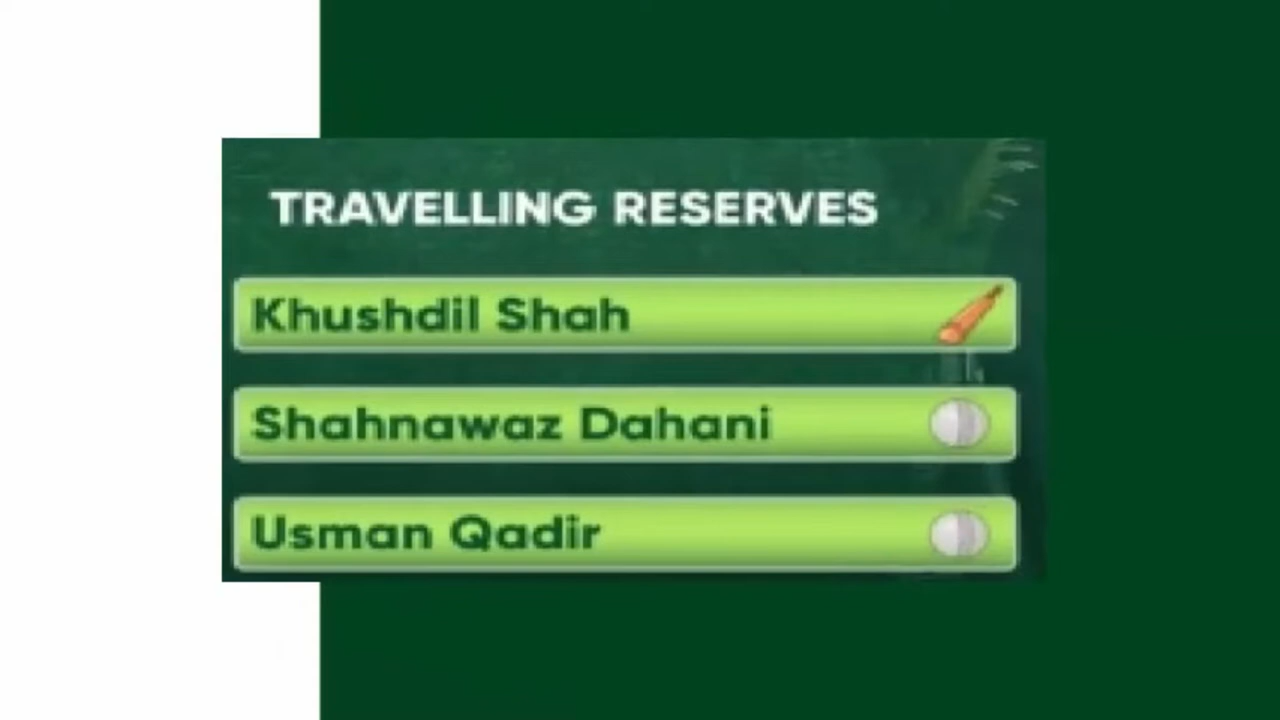 TRAVELLING RESERVES
Khushdil Shah
Shahnawaz Dahani
Usman Qadir